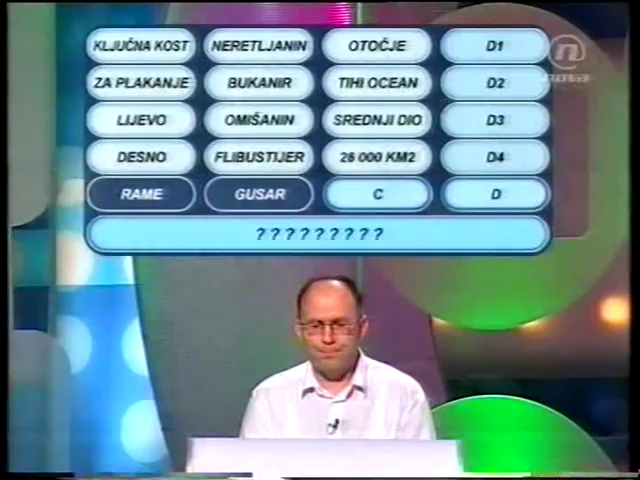 KLJUČNA KOST NERETLJANIN OTOČJE D1
ZA PLAKANJE BUKANIR TIHI OCEAN D2
LIJEVO OMIŠANIN SREDNJI DIO D3
DESNO FLIBUSTIJER 26 000 KM2 D4
RAME GUSAR C D
?????????
nova